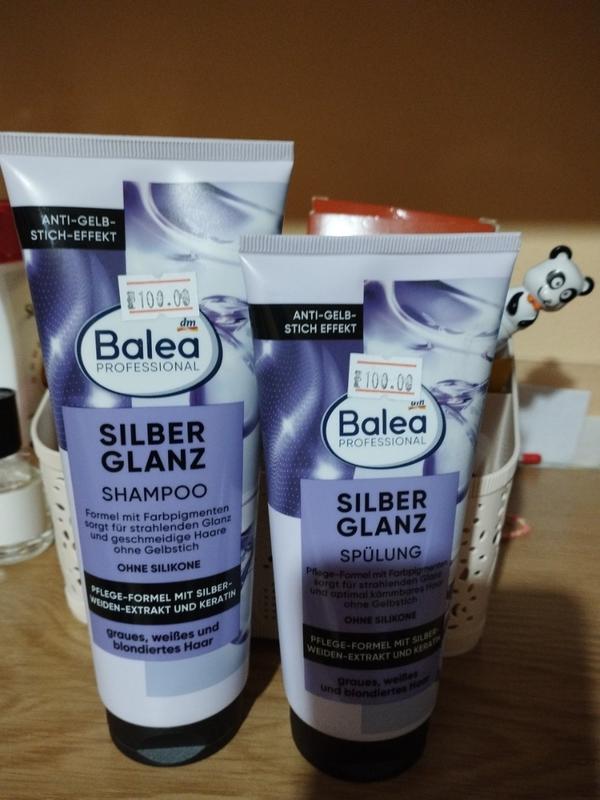 ANTI-GELB-
STICH-EFFEKT
₱100.00
dm
Balea
PROFESSIONAL
SILBER
GLANZ
SHAMPOO
Formel mit Farbpigmenten
sorgt für strahlenden Glanz
und geschmeidige Haare
ohne Gelbstich
OHNE SILIKONE
PFLEGE-FORMEL MIT SILBER-
WEIDEN-EXTRAKT UND KERATIN
graues, weißes und
blondiertes Haar
ANTI-GELB-
STICH EFFEKT
₱100.00
dm
Balea
PROFESSIONAL
SILBER
GLANZ
SPÜLUNG
Pflege-Formel mit Farbpigmenten
sorgt für strahlenden Glanz
und optimal kämmbares Haar
ohne Gelbstich
OHNE SILIKONE
PFLEGE-FORMEL MIT SILBER-
WEIDEN-EXTRAKT UND KERATIN
graues, weißes
und blondiertes Haar